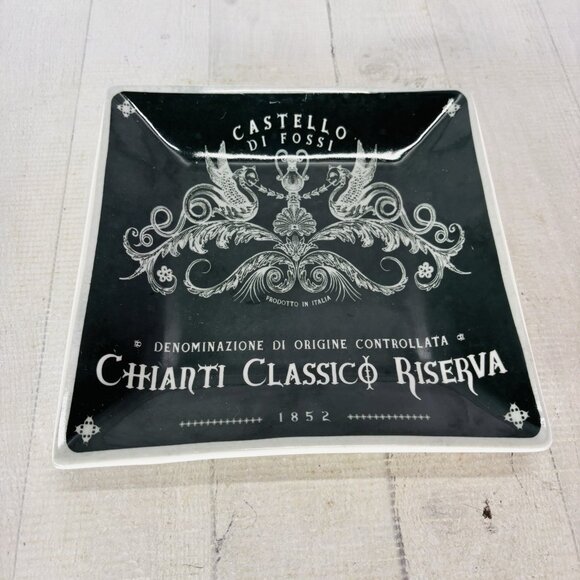 CASTELLO
DI FOSSI
PRODOTTO IN ITALIA
DENOMINAZIONE DI ORIGINE CONTROLLATA
CHIANTI CLASSICO RISERVA
1852